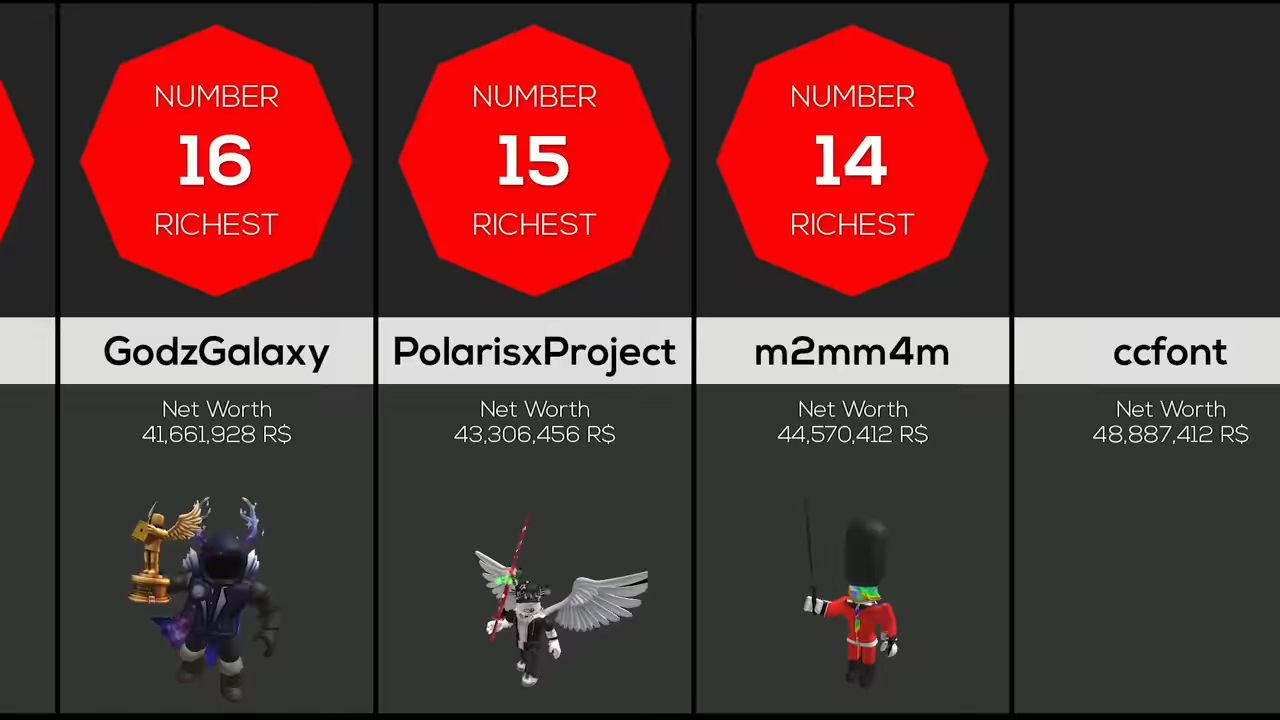 NUMBER
16
RICHEST
GodzGalaxy
Net Worth
41,661,928 R$
NUMBER
15
RICHEST
PolarisxProject
Net Worth
43,306,456 R$
NUMBER
14
RICHEST
m2mm4m
Net Worth
44,570,412 R$
ccfont
Net Worth
48,887,412 R$